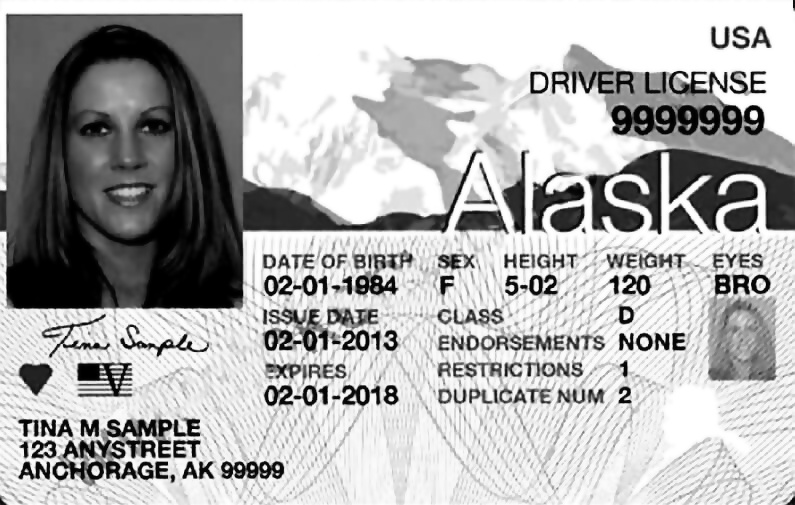 USA
DRIVER LICENSE
9999999
Alaska
DATE OF BIRTH SEX HEIGHT WEIGHT EYES
02-01-1984 F 5-02 120 BRO
ISSUE DATE CLASS D
02-01-2013 ENDORSEMENTS NONE
EXPIRES RESTRICTIONS 1
02-01-2018 DUPLICATE NUM 2
Tina Sample
V
TINA M SAMPLE
123 ANYSTREET
ANCHORAGE, AK 99999